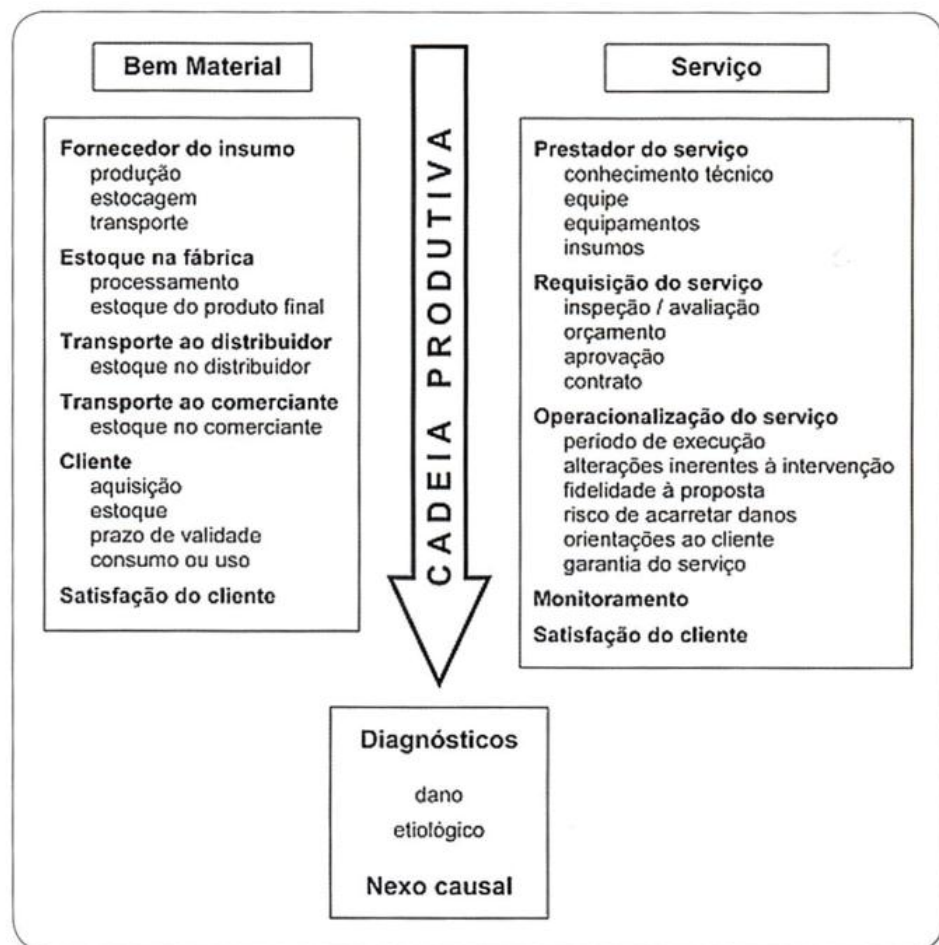 Bem Material
Fornecedor do insumo
produção
estocagem
transporte
Estoque na fábrica
processamento
estoque do produto final
Transporte ao distribuidor
estoque no distribuidor
Transporte ao comerciante
estoque no comerciante
Cliente
aquisição
estoque
prazo de validade
consumo ou uso
Satisfação do cliente
CADEIA PRODUTIVA
Serviço
Prestador do serviço
conhecimento técnico
equipe
equipamentos
insumos
Requisição do serviço
inspeção / avaliação
orçamento
aprovação
contrato
Operacionalização do serviço
período de execução
alterações inerentes à intervenção
fidelidade à proposta
risco de acarretar danos
orientações ao cliente
garantia do serviço
Monitoramento
Satisfação do cliente
Diagnósticos
dano
etiológico
Nexo causal